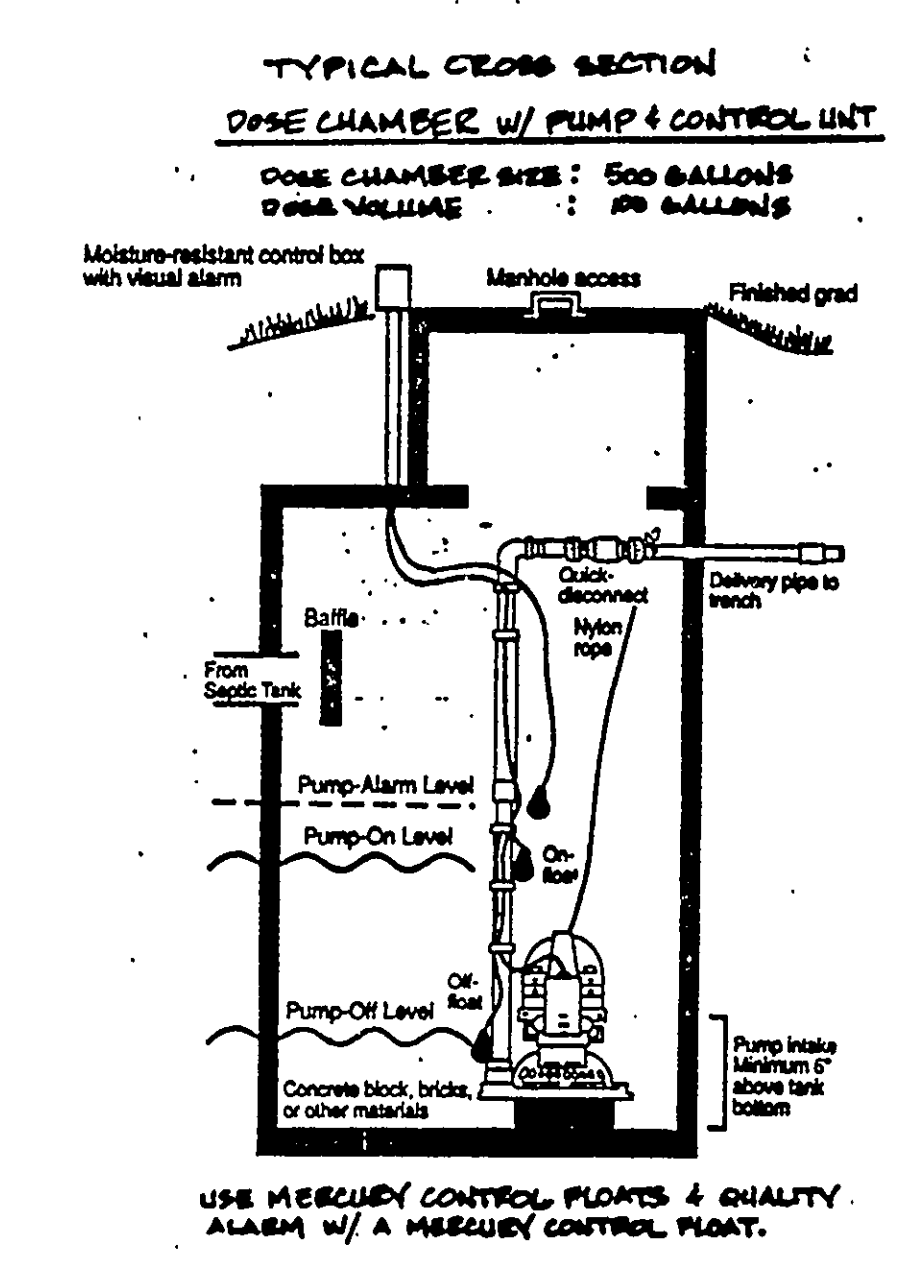 TYPICAL CROSS SECTION
DOSE CHAMBER W/ PUMP & CONTROL UNIT
DOSE CHAMBER SIZE : 500 GALLONS
DOSE VOLUME : GALLONS
Moisture-resistant control box
with visual alarm
Manhole access
Finished grad
Quick-
disconnect
Delivery pipe to
trench
Nylon
rope
Baffle
From
Septic Tank
Pump-Alarm Level
Pump-On Level
On-
float
Off-
float
Pump-Off Level
Pump intake
Minimum 6"
above tank
bottom
Concrete block, bricks,
or other materials
USE MERCURY CONTROL FLOATS & QUALITY
ALARM W/ A MERCURY CONTROL FLOAT.